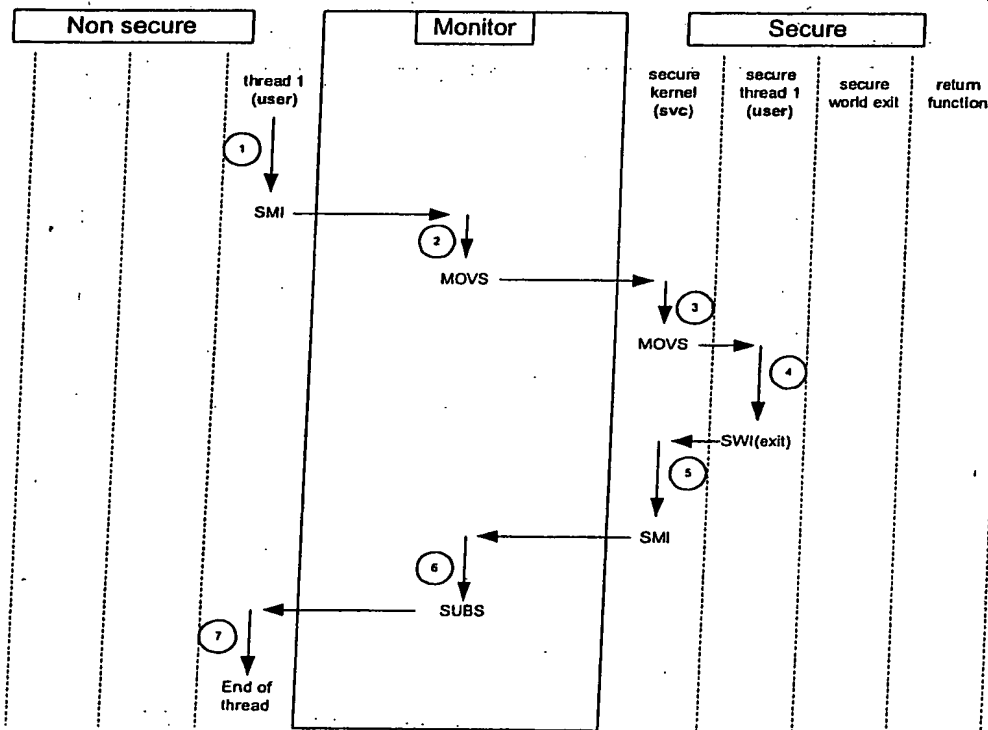 Non secure
Monitor
Secure
thread 1
(user)
secure
kernel
(svc)
secure
thread 1
(user)
secure
world exit
return
function
1
SMI
2
MOVS
3
MOVS
4
SWI(exit)
5
SMI
6
SUBS
7
End of
thread